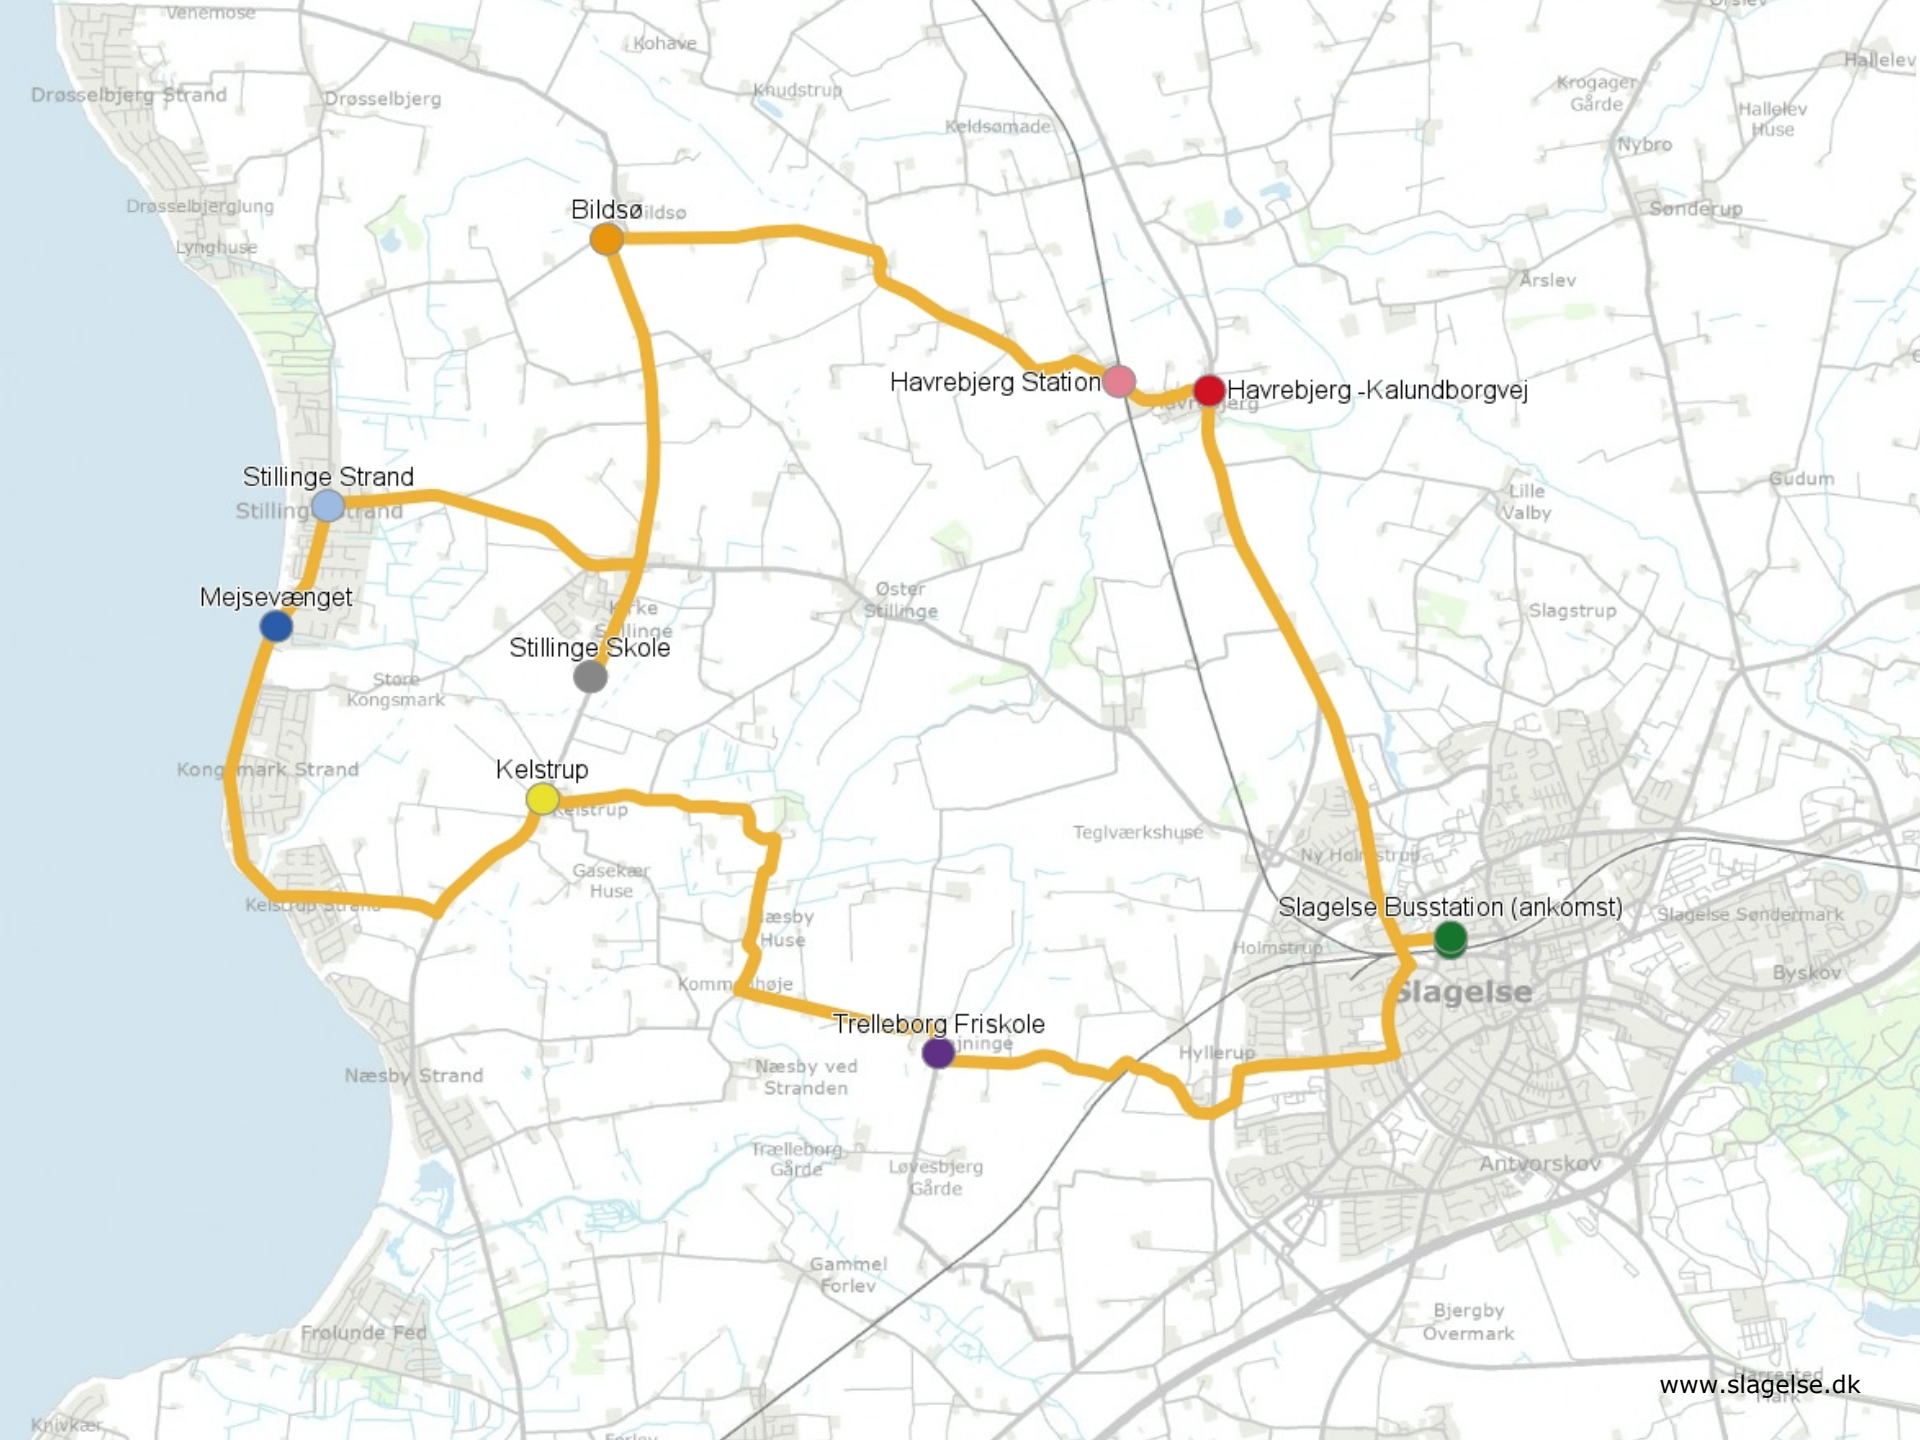 Venemose
Kohave
Hallelev
Drøsselbjerg Strand
Drøsselbjerg
Knudstrup
Krogager
Gårde
Hallelev
Huse
Keldsømade
Nybro
Drøsselbjerglung
Bildsø
Sønderup
Lynghuse
Årslev
Havrebjerg Station
Havrebjerg -Kalundborgvej
Stillinge Strand
Gudum
Lille
Valby
Mejsevænget
Øster
Stillinge
Slagstrup
Stillinge Skole
Store
Kongsmark
Kelstrup
Teglværkshuse
Gasekær
Huse
Slagelse Busstation (ankomst)
Slagelse Søndermark
Holmstrup
Byskov
Slagelse
Trelleborg Friskole
Hyllerup
Næsby Strand
Næsby ved
Stranden
Trælleborg
Gårde
Løvesbjerg
Gårde
Antvorskov
Gammel
Forlev
Bjergby
Overmark
Frølunde Fed
www.slagelse.dk
Knivkær